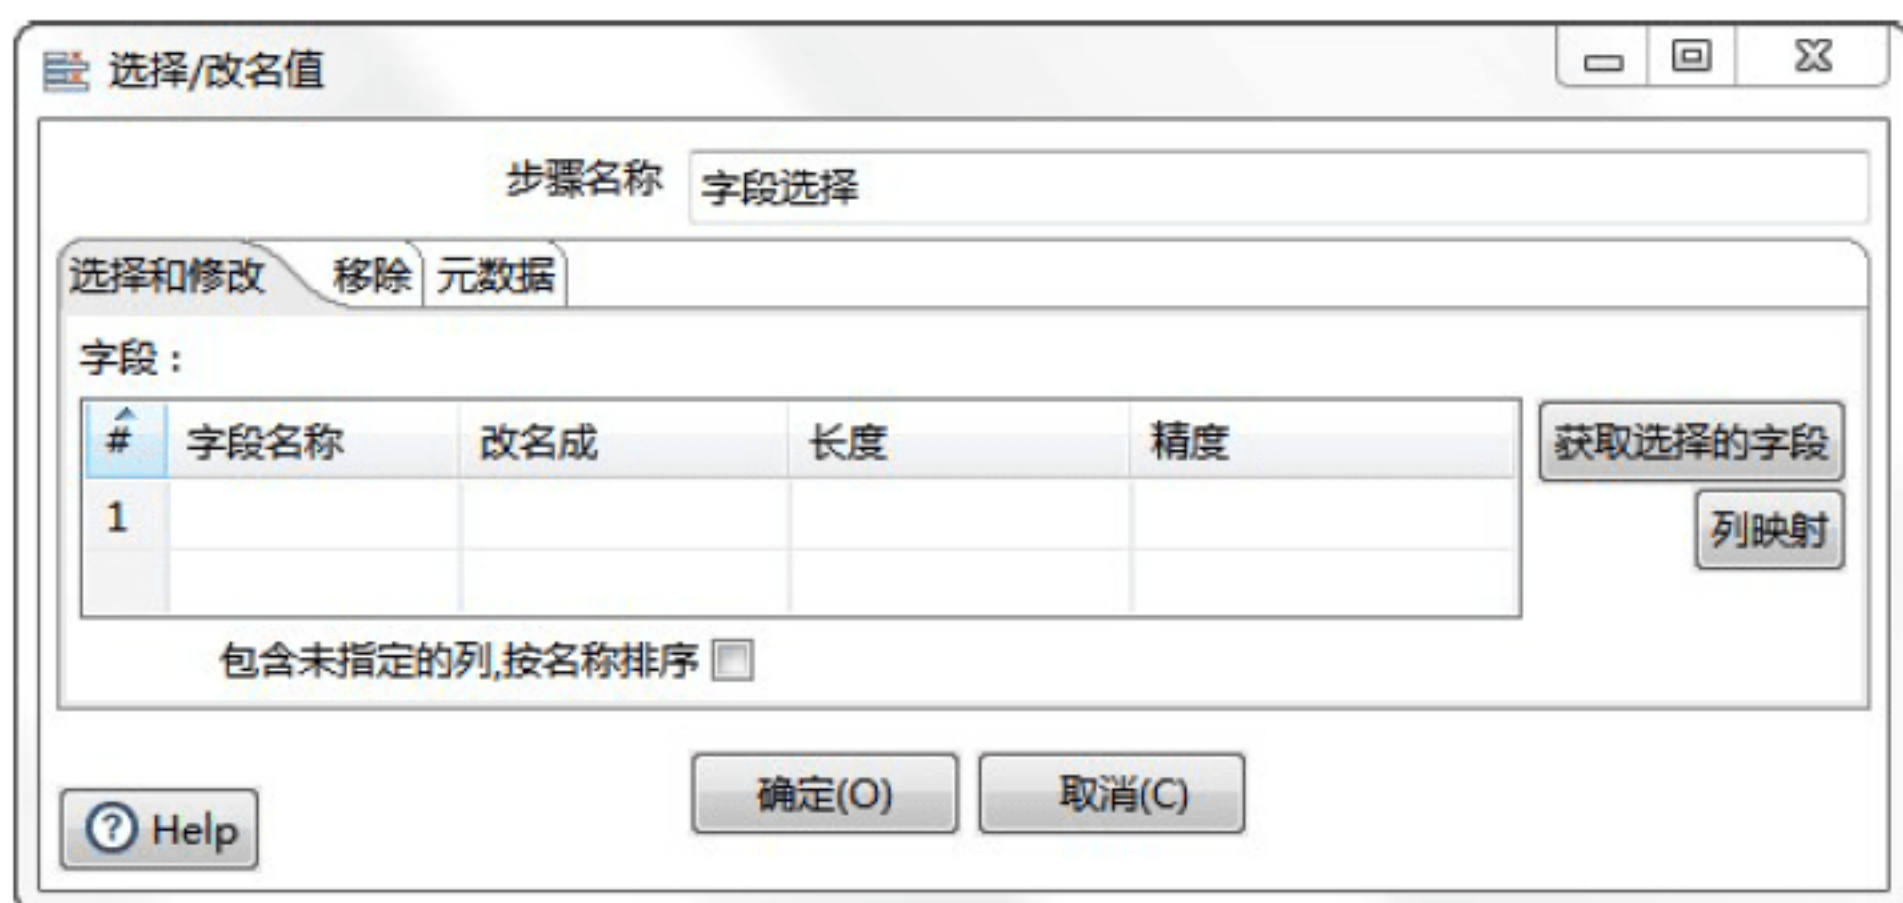 选择/改名值
步骤名称 字段选择
选择和修改 移除 元数据
字段：
# 字段名称 改名成 长度 精度 获取选择的字段
1
列映射
包含未指定的列,按名称排序
确定(O) 取消(C)
? Help